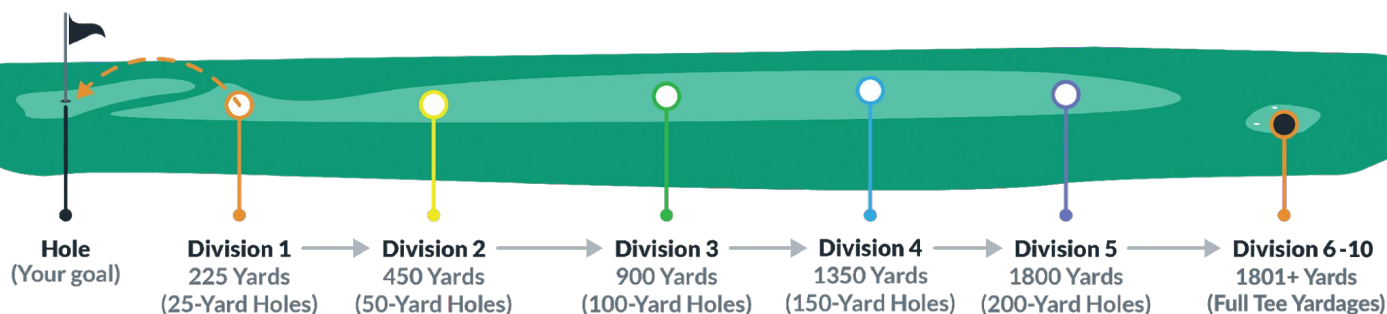 Hole
(Your goal)
Division 1
225 Yards
(25-Yard Holes)
Division 2
450 Yards
(50-Yard Holes)
Division 3
900 Yards
(100-Yard Holes)
Division 4
1350 Yards
(150-Yard Holes)
Division 5
1800 Yards
(200-Yard Holes)
Division 6-10
1801+ Yards
(Full Tee Yardages)